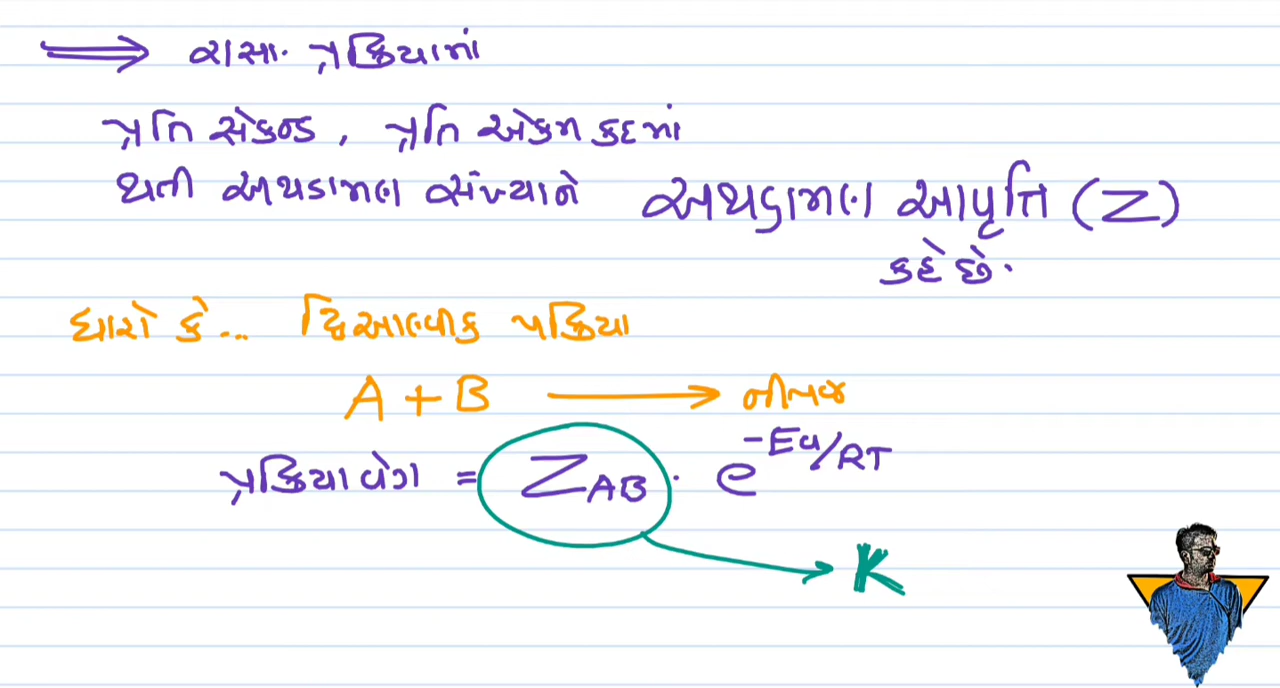 ⟹ રાસા. પ્રક્રિયામાં
પ્રતિ સેકન્ડ, પ્રતિ એકમ કદમાં
થતી અથડામણ સંખ્યાને અથડામણ આવૃત્તિ (Z)
કહે છે.
ધારો કે... દ્વિઆણ્વીક પ્રક્રિયા
A + B ⟶ નીપજ
પ્રક્રિયા વેગ = Z_AB . e^-Ea/RT
K